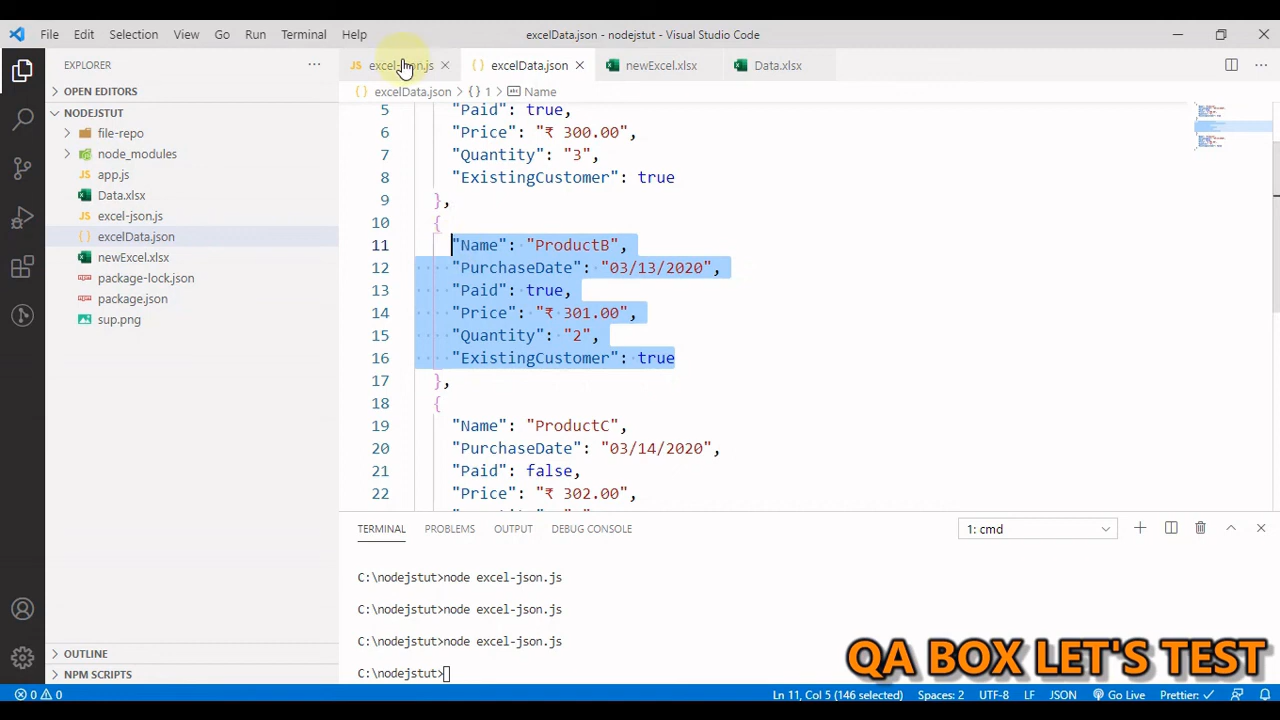 File Edit Selection View Go Run Terminal Help excelData.json - nodejstut - Visual Studio Code
EXPLORER
OPEN EDITORS
NODEJSTUT
file-repo
node_modules
app.js
Data.xlsx
excel-json.js
excelData.json
newExcel.xlsx
package-lock.json
package.json
sup.png
OUTLINE
NPM SCRIPTS
JS excel-json.js excelData.json newExcel.xlsx Data.xlsx
excelData.json > {} 1 > Name
5 "Paid": true,
6 "Price": "₹ 300.00",
7 "Quantity": "3",
8 "ExistingCustomer": true
9 },
10 {
11 "Name": "ProductB",
12 "PurchaseDate": "03/13/2020",
13 "Paid": true,
14 "Price": "₹ 301.00",
15 "Quantity": "2",
16 "ExistingCustomer": true
17 },
18 {
19 "Name": "ProductC",
20 "PurchaseDate": "03/14/2020",
21 "Paid": false,
22 "Price": "₹ 302.00",
TERMINAL PROBLEMS OUTPUT DEBUG CONSOLE 1: cmd
C:\nodejstut>node excel-json.js
C:\nodejstut>node excel-json.js
C:\nodejstut>node excel-json.js
C:\nodejstut>
QA BOX LET'S TEST
0 0 Ln 11, Col 5 (146 selected) Spaces: 2 UTF-8 LF JSON Go Live Prettier: ✓